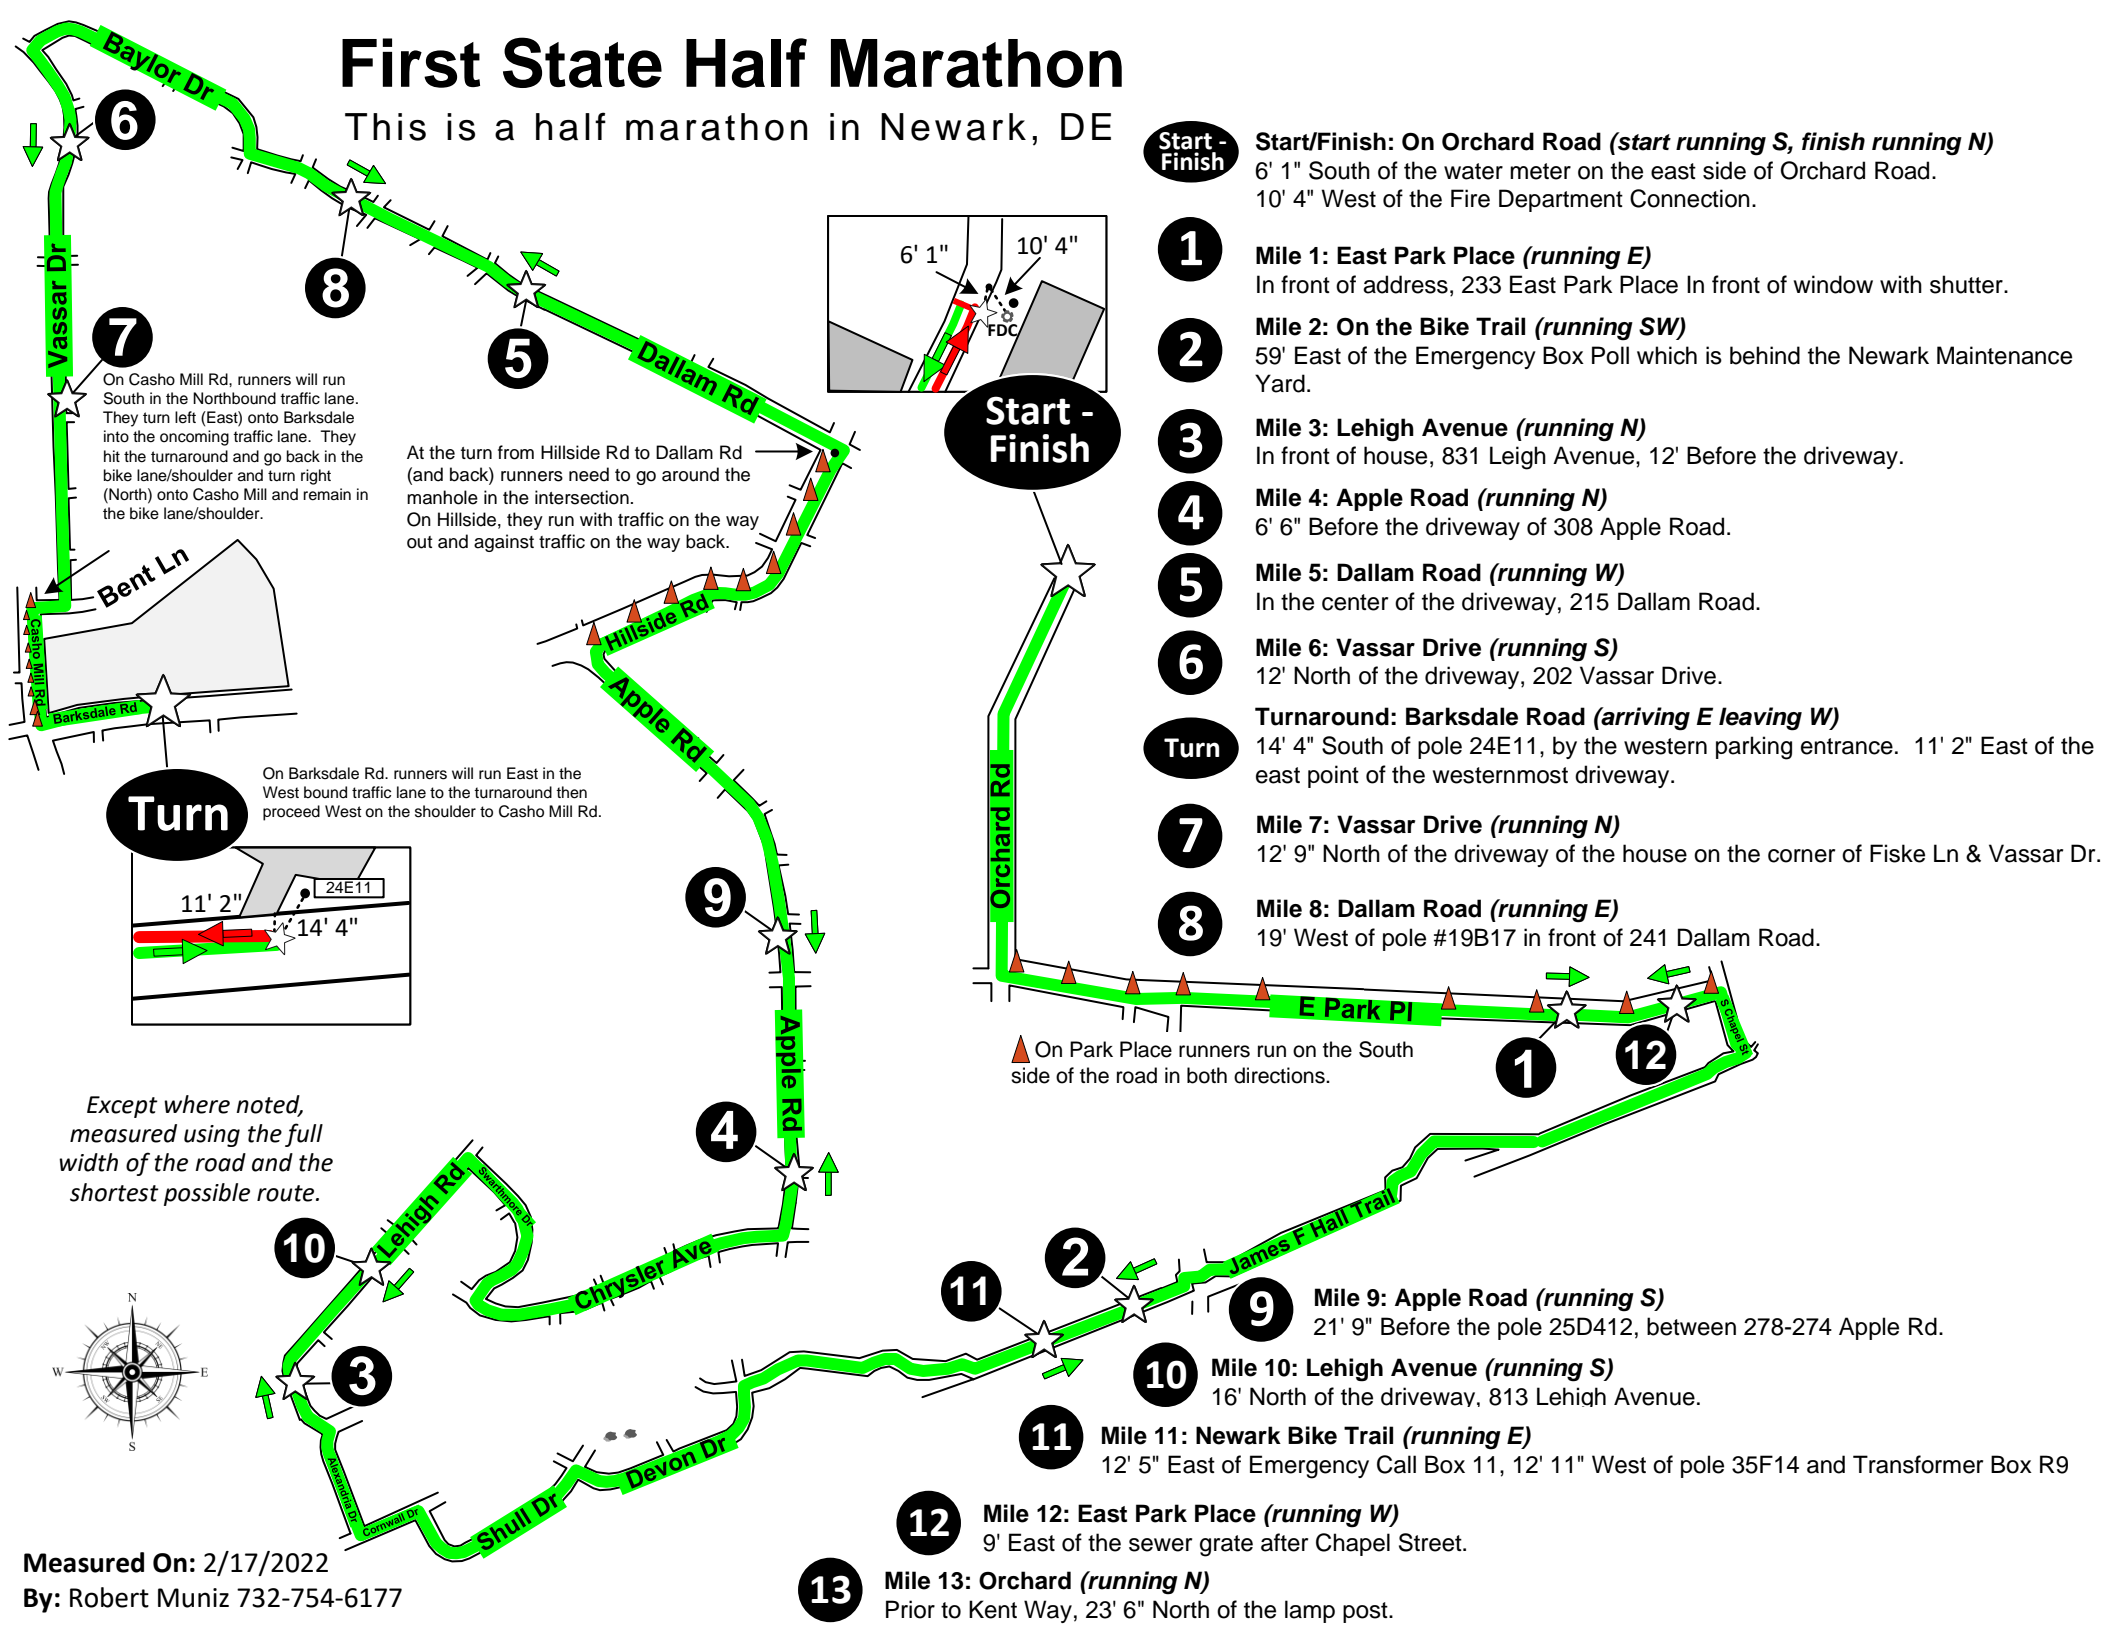 First State Half Marathon
This is a half marathon in Newark, DE
Baylor Dr
6
8
5
Vassar Dr
7
On Casho Mill Rd, runners will run
South in the Northbound traffic lane.
They turn left (East) onto Barksdale
into the oncoming traffic lane. They
hit the turnaround and go back in the
bike lane/shoulder and turn right
(North) onto Casho Mill and remain in
the bike lane/shoulder.
Dallam Rd
At the turn from Hillside Rd to Dallam Rd
(and back) runners need to go around the
manhole in the intersection.
On Hillside, they run with traffic on the way
out and against traffic on the way back.
6' 1"
10' 4"
FDC
Start -
Finish
Bent Ln
Casho Mill Rd
Barksdale Rd
Hillside Rd
Apple Rd
Turn
On Barksdale Rd. runners will run East in the
West bound traffic lane to the turnaround then
proceed West on the shoulder to Casho Mill Rd.
24E11
11' 2"
14' 4"
9
Orchard Rd
Apple Rd
E Park Pl
S Chapel St
On Park Place runners run on the South
side of the road in both directions.
1
12
4
Except where noted,
measured using the full
width of the road and the
shortest possible route.
Lehigh Rd
Swarthmore Dr
10
Chrysler Ave
James F Hall Trail
2
11
3
N
W
E
S
NW
NE
SW
SE
Alexandria Dr
Cornwall Dr
Shull Dr
Devon Dr
Measured On: 2/17/2022
By: Robert Muniz 732-754-6177
Start -
Finish
Start/Finish: On Orchard Road (start running S, finish running N)
6' 1" South of the water meter on the east side of Orchard Road.
10' 4" West of the Fire Department Connection.
1
Mile 1: East Park Place (running E)
In front of address, 233 East Park Place In front of window with shutter.
2
Mile 2: On the Bike Trail (running SW)
59' East of the Emergency Box Poll which is behind the Newark Maintenance
Yard.
3
Mile 3: Lehigh Avenue (running N)
In front of house, 831 Leigh Avenue, 12' Before the driveway.
4
Mile 4: Apple Road (running N)
6' 6" Before the driveway of 308 Apple Road.
5
Mile 5: Dallam Road (running W)
In the center of the driveway, 215 Dallam Road.
6
Mile 6: Vassar Drive (running S)
12' North of the driveway, 202 Vassar Drive.
Turn
Turnaround: Barksdale Road (arriving E leaving W)
14' 4" South of pole 24E11, by the western parking entrance. 11' 2" East of the
east point of the westernmost driveway.
7
Mile 7: Vassar Drive (running N)
12' 9" North of the driveway of the house on the corner of Fiske Ln & Vassar Dr.
8
Mile 8: Dallam Road (running E)
19' West of pole #19B17 in front of 241 Dallam Road.
9
Mile 9: Apple Road (running S)
21' 9" Before the pole 25D412, between 278-274 Apple Rd.
10
Mile 10: Lehigh Avenue (running S)
16' North of the driveway, 813 Lehigh Avenue.
11
Mile 11: Newark Bike Trail (running E)
12' 5" East of Emergency Call Box 11, 12' 11" West of pole 35F14 and Transformer Box R9
12
Mile 12: East Park Place (running W)
9' East of the sewer grate after Chapel Street.
13
Mile 13: Orchard (running N)
Prior to Kent Way, 23' 6" North of the lamp post.